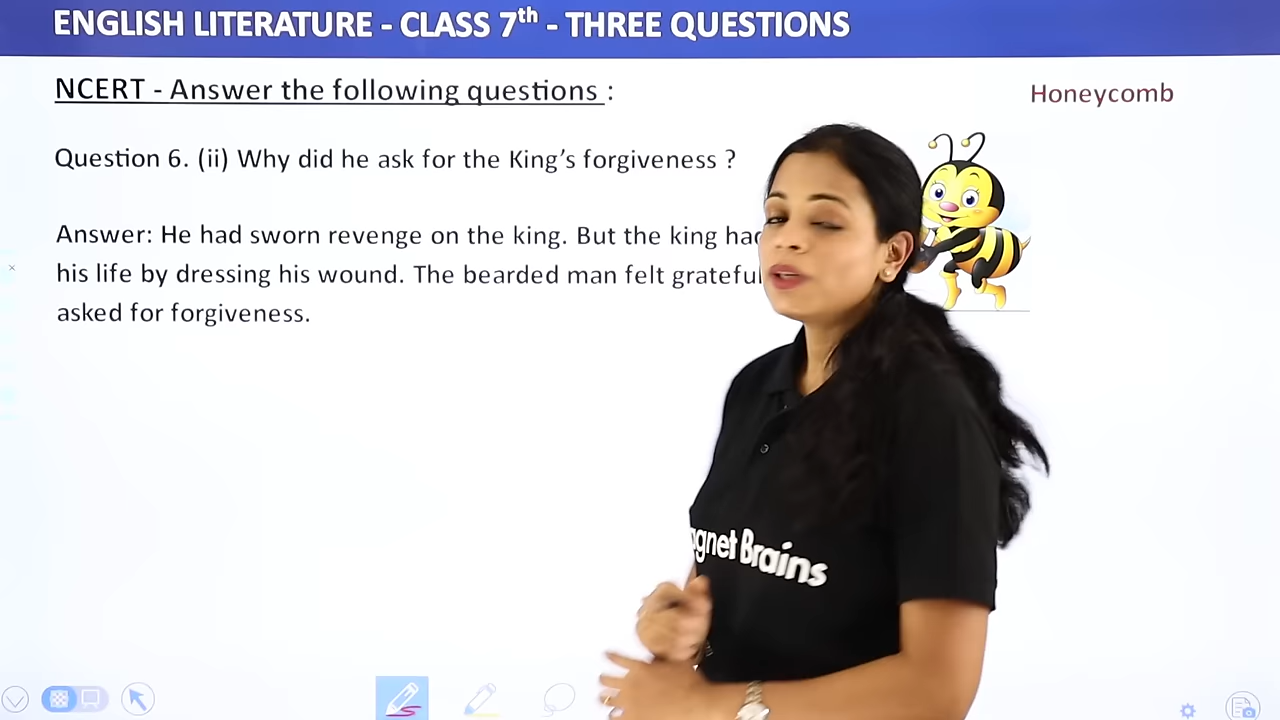 ENGLISH LITERATURE - CLASS 7th - THREE QUESTIONS
NCERT - Answer the following questions :
Honeycomb
Question 6. (ii) Why did he ask for the King’s forgiveness ?
Answer: He had sworn revenge on the king. But the king
his life by dressing his wound. The bearded man felt grateful
asked for forgiveness.
Brains